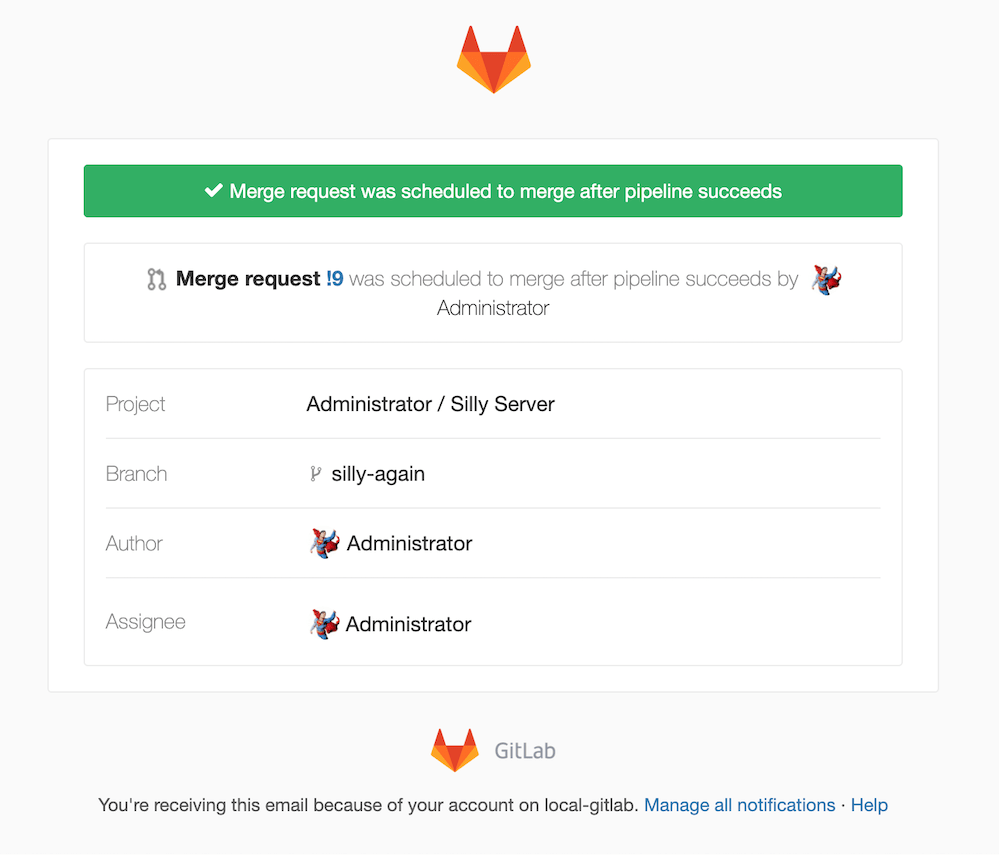 Merge request was scheduled to merge after pipeline succeeds
Merge request !9 was scheduled to merge after pipeline succeeds by
Administrator
Project Administrator / Silly Server
Branch silly-again
Author Administrator
Assignee Administrator
GitLab
You're receiving this email because of your account on local-gitlab. Manage all notifications · Help